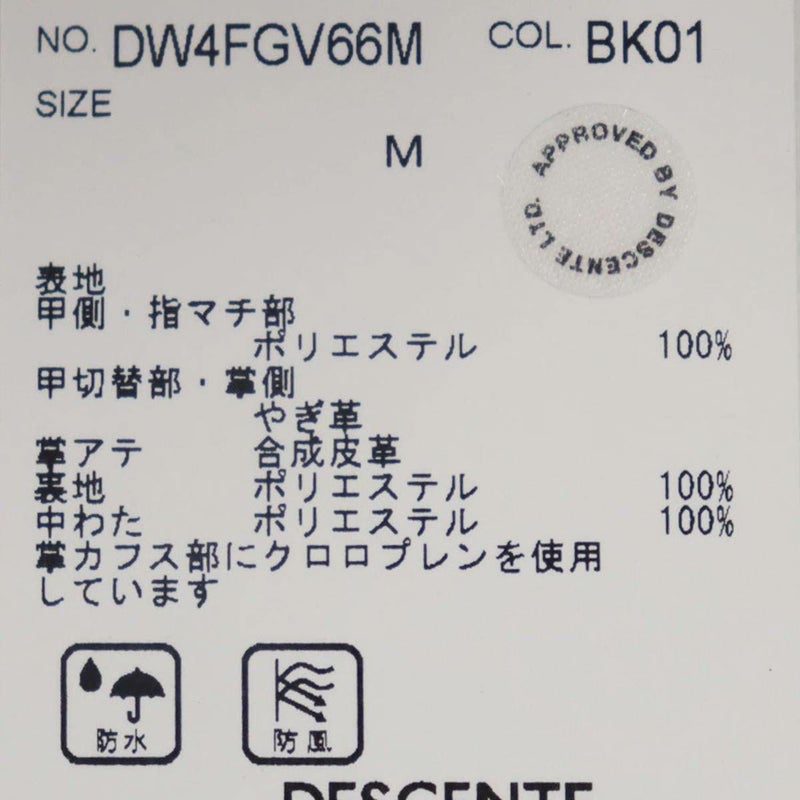 NO. DW4FGV66M COL. BK01
SIZE
M
APPROVED BY DESCENTE LTD.
表地
甲側・指マチ部
ポリエステル 100%
甲切替部・掌側
やぎ革
掌アテ 合成皮革
裏地 ポリエステル 100%
中わた ポリエステル 100%
掌カフス部にクロロプレンを使用
しています
防水 防風
DESCENTE